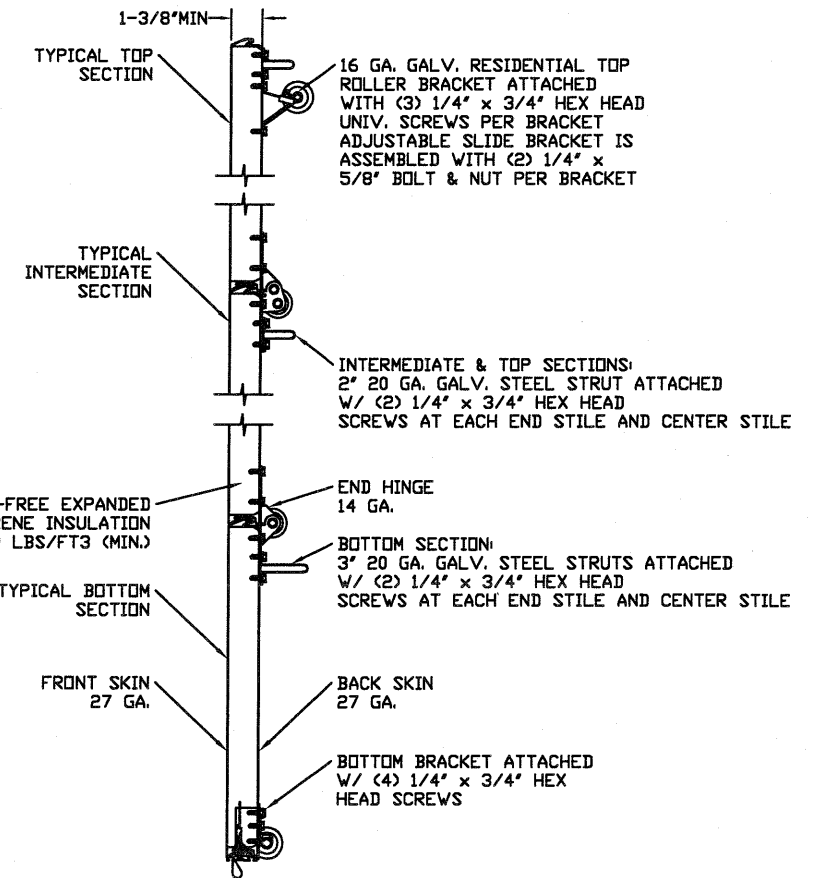 1-3/8"MIN
TYPICAL TOP
SECTION
16 GA. GALV. RESIDENTIAL TOP
ROLLER BRACKET ATTACHED
WITH (3) 1/4" x 3/4" HEX HEAD
UNIV. SCREWS PER BRACKET
ADJUSTABLE SLIDE BRACKET IS
ASSEMBLED WITH (2) 1/4" x
5/8" BOLT & NUT PER BRACKET
TYPICAL
INTERMEDIATE
SECTION
INTERMEDIATE & TOP SECTIONS:
2" 20 GA. GALV. STEEL STRUT ATTACHED
W/ (2) 1/4" x 3/4" HEX HEAD
SCREWS AT EACH END STILE AND CENTER STILE
-FREE EXPANDED
RENE INSULATION
LBS/FT3 (MIN.)
END HINGE
14 GA.
BOTTOM SECTION:
3" 20 GA. GALV. STEEL STRUTS ATTACHED
W/ (2) 1/4" x 3/4" HEX HEAD
SCREWS AT EACH END STILE AND CENTER STILE
TYPICAL BOTTOM
SECTION
FRONT SKIN
27 GA.
BACK SKIN
27 GA.
BOTTOM BRACKET ATTACHED
W/ (4) 1/4" x 3/4" HEX
HEAD SCREWS